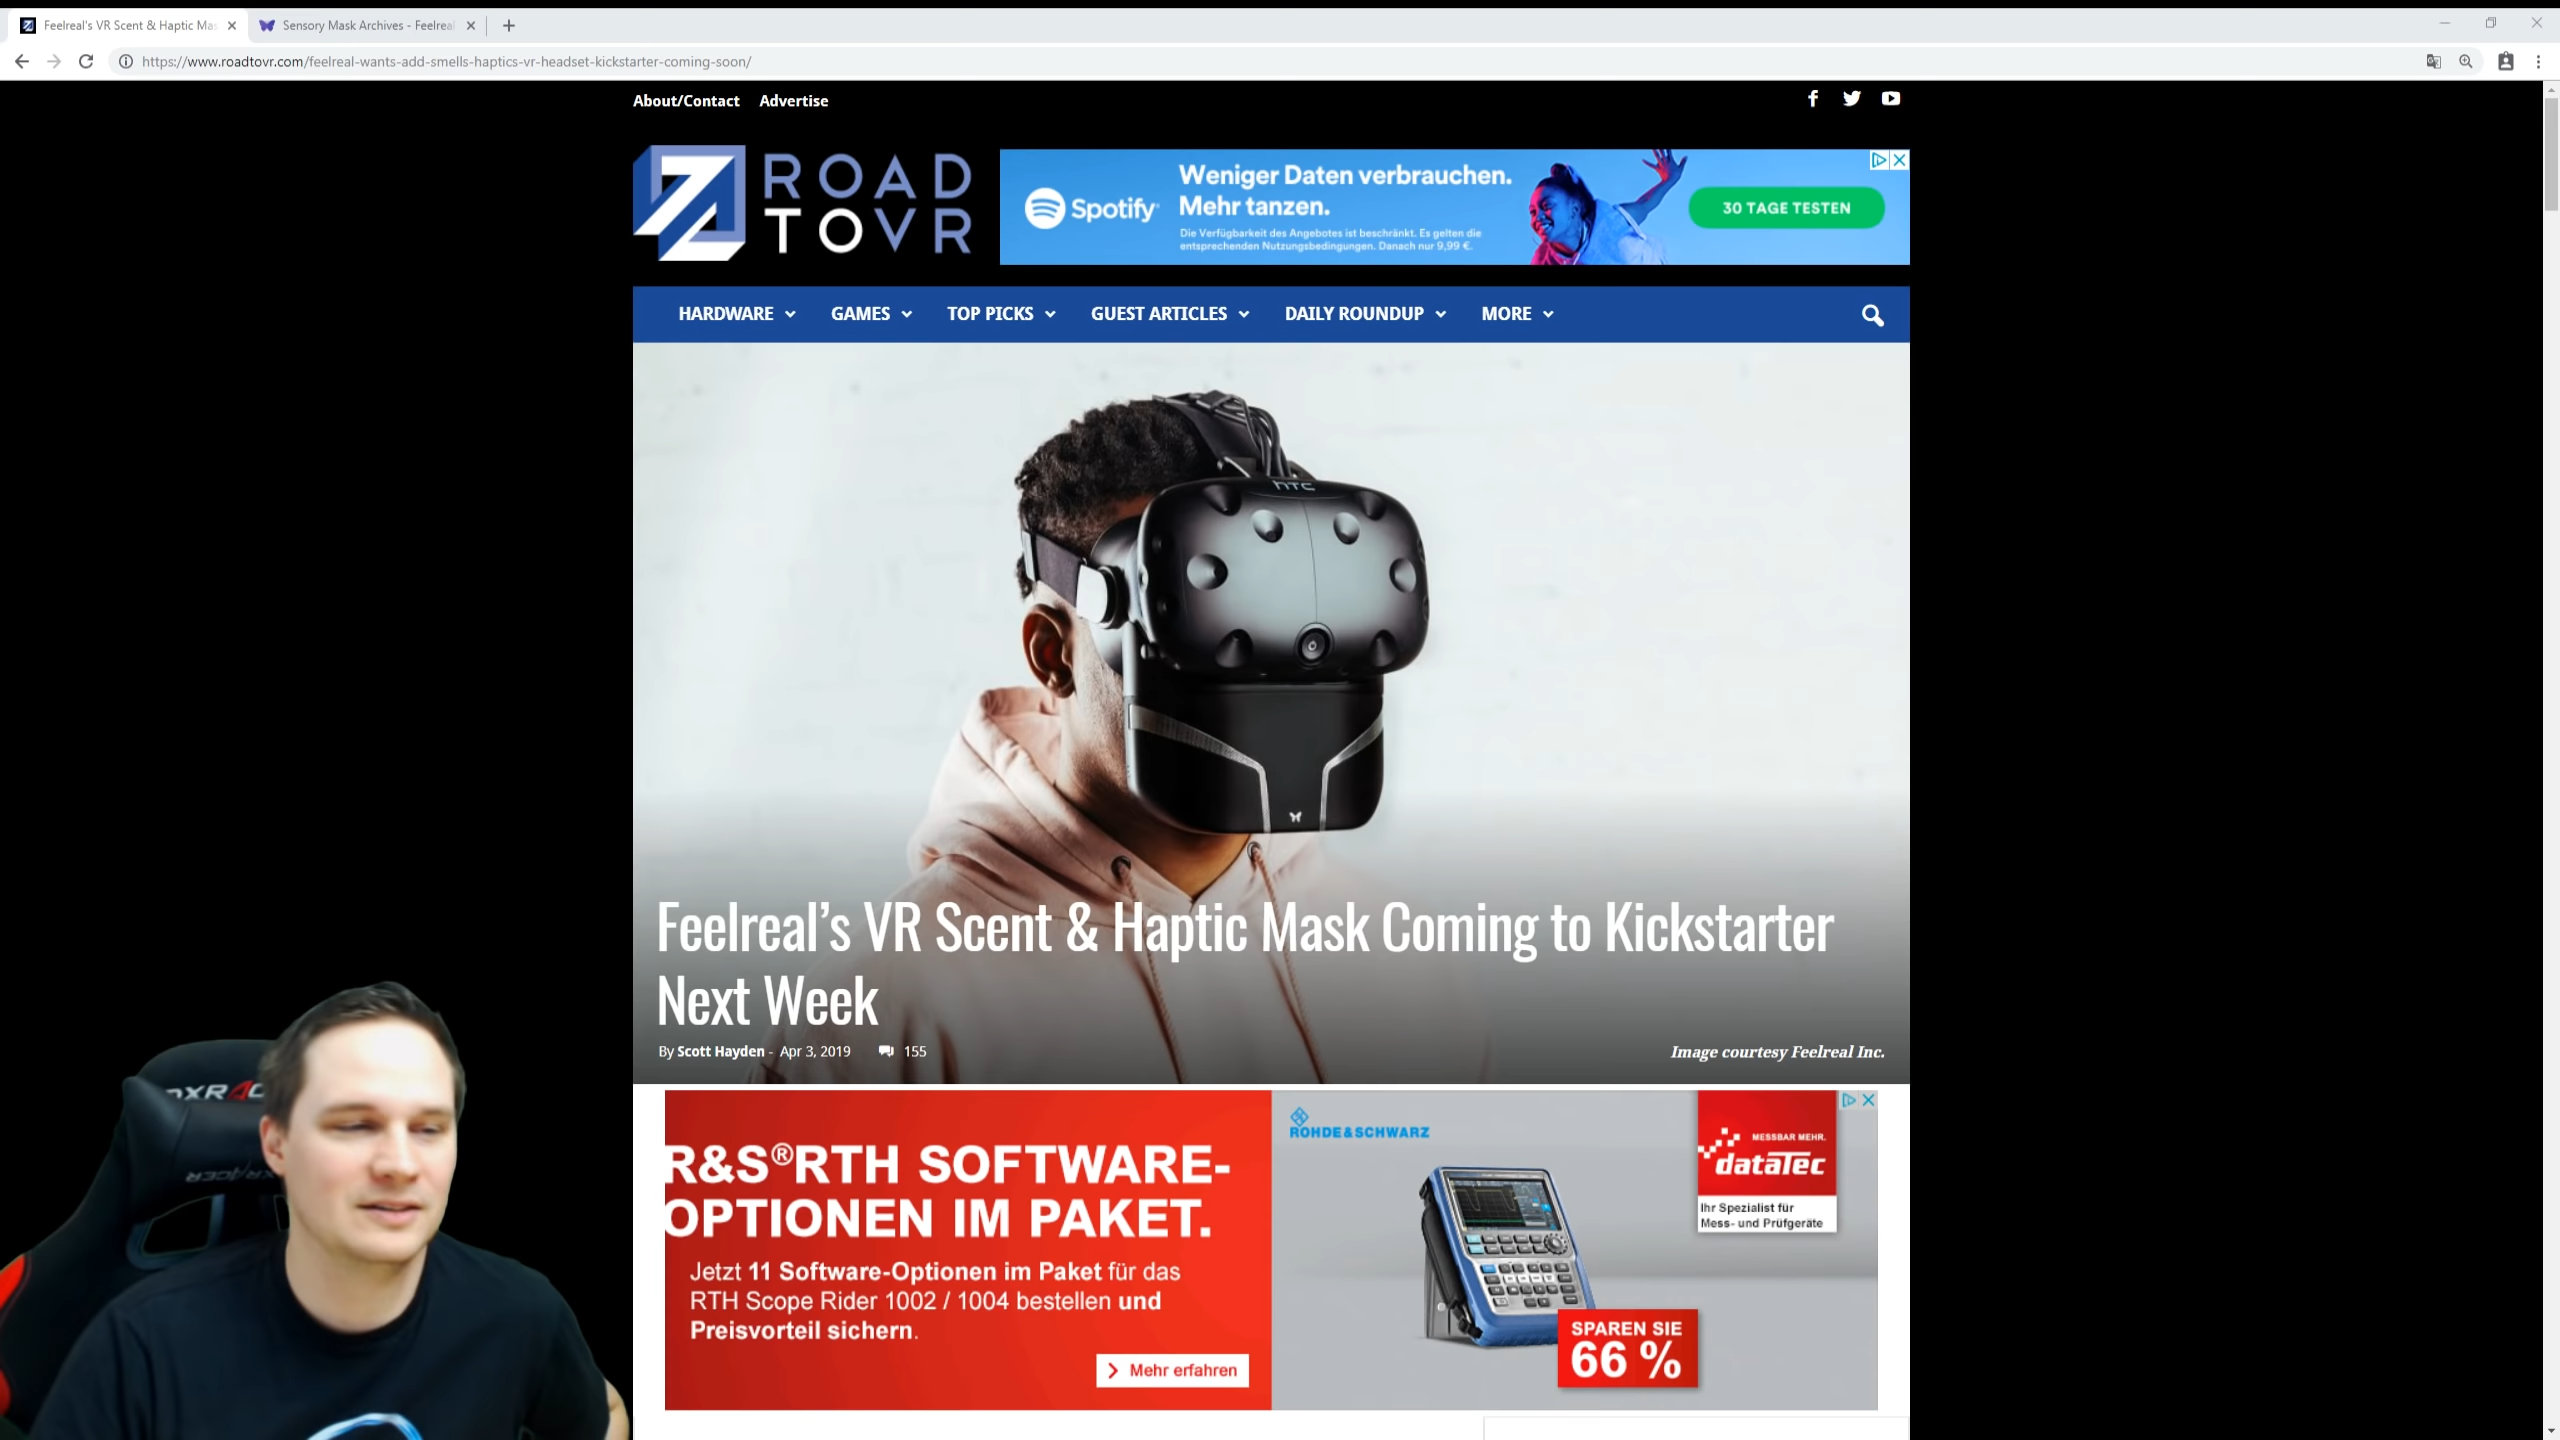 Feelreal's VR Scent & Haptic Mas
Sensory Mask Archives - Feelreal
https://www.roadtovr.com/feelreal-wants-add-smells-haptics-vr-headset-kickstarter-coming-soon/
About/Contact Advertise
ROAD
TOVR
Spotify
Weniger Daten verbrauchen.
Mehr tanzen.
Die Verfügbarkeit des Angebotes ist beschränkt. Es gelten die
entsprechenden Nutzungsbedingungen. Danach nur 9,99 €.
30 TAGE TESTEN
HARDWARE GAMES TOP PICKS GUEST ARTICLES DAILY ROUNDUP MORE
hTC
Feelreal’s VR Scent & Haptic Mask Coming to Kickstarter
Next Week
By Scott Hayden - Apr 3, 2019 155
Image courtesy Feelreal Inc.
R&S®RTH SOFTWARE-
OPTIONEN IM PAKET.
Jetzt 11 Software-Optionen im Paket für das
RTH Scope Rider 1002 / 1004 bestellen und
Preisvorteil sichern.
Mehr erfahren
ROHDE&SCHWARZ
MESSBAR MEHR.
dataTec
Ihr Spezialist für
Mess- und Prüfgeräte
SPAREN SIE
66 %